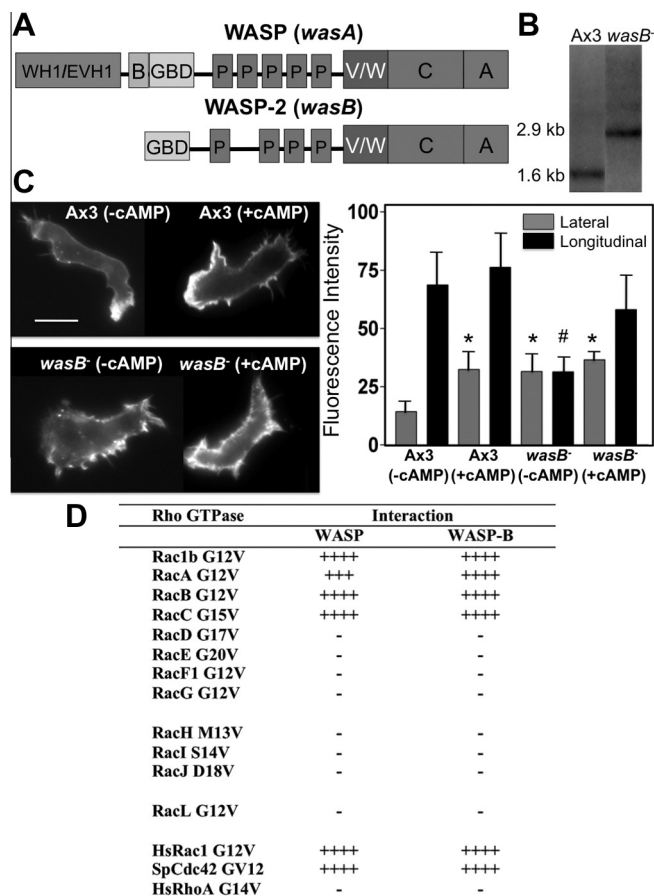 A
WASP (wasA)
WH1/EVH1 B GBD P P P P P V/W C A
WASP-2 (wasB)
GBD P P P P V/W C A
B
Ax3 wasB-
2.9 kb
1.6 kb
C
Ax3 (-cAMP) Ax3 (+cAMP)
wasB- (-cAMP) wasB- (+cAMP)
Fluorescence Intensity
100
75
50
25
0
Lateral
Longitudinal
* * # *
Ax3 Ax3 wasB- wasB-
(-cAMP) (+cAMP) (-cAMP) (+cAMP)
D
Rho GTPase Interaction
WASP WASP-B
Rac1b G12V ++++ ++++
RacA G12V +++ ++++
RacB G12V ++++ ++++
RacC G15V ++++ ++++
RacD G17V - -
RacE G20V - -
RacF1 G12V - -
RacG G12V - -
RacH M13V - -
RacI S14V - -
RacJ D18V - -
RacL G12V - -
HsRac1 G12V ++++ ++++
SpCdc42 GV12 ++++ ++++
HsRhoA G14V - -